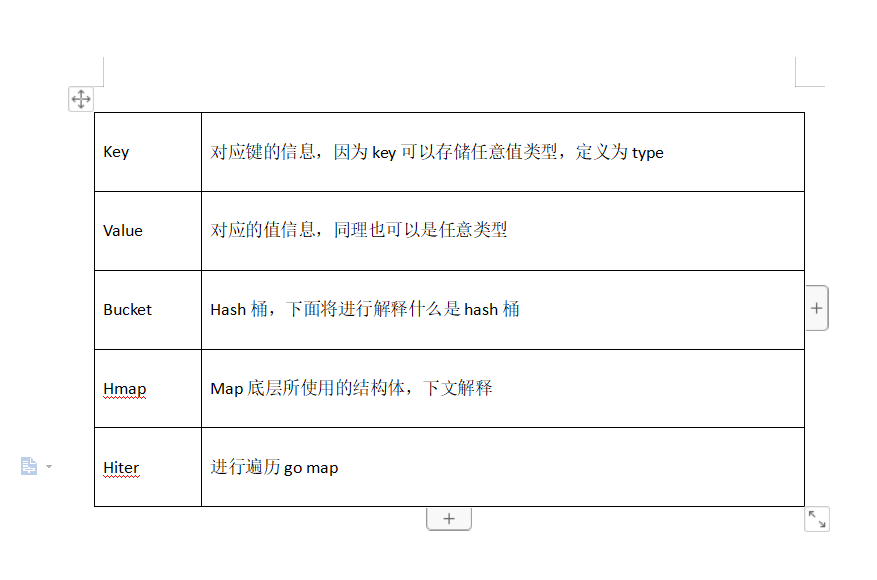 Key
对应键的信息，因为 key 可以存储任意值类型，定义为 type
Value
对应的值信息，同理也可以是任意类型
Bucket
Hash 桶，下面将进行解释什么是 hash 桶
Hmap
Map 底层所使用的结构体，下文解释
Hiter
进行遍历 go map